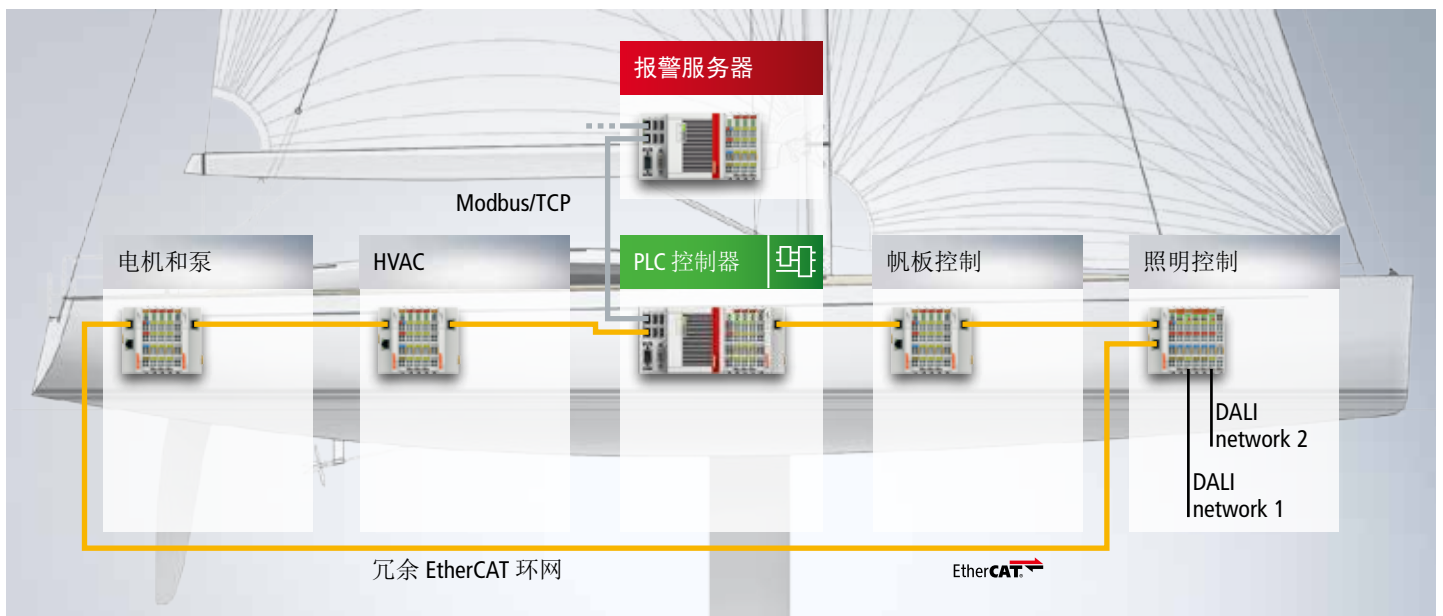 报警服务器
Modbus/TCP
电机和泵
HVAC
PLC 控制器
帆板控制
照明控制
DALI
network 2
DALI
network 1
冗余 EtherCAT 环网
EtherCAT.